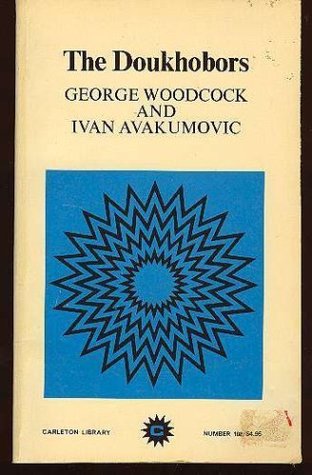 The Doukhobors
GEORGE WOODCOCK
AND
IVAN AVAKUMOVIC
CARLETON LIBRARY
C
NUMBER